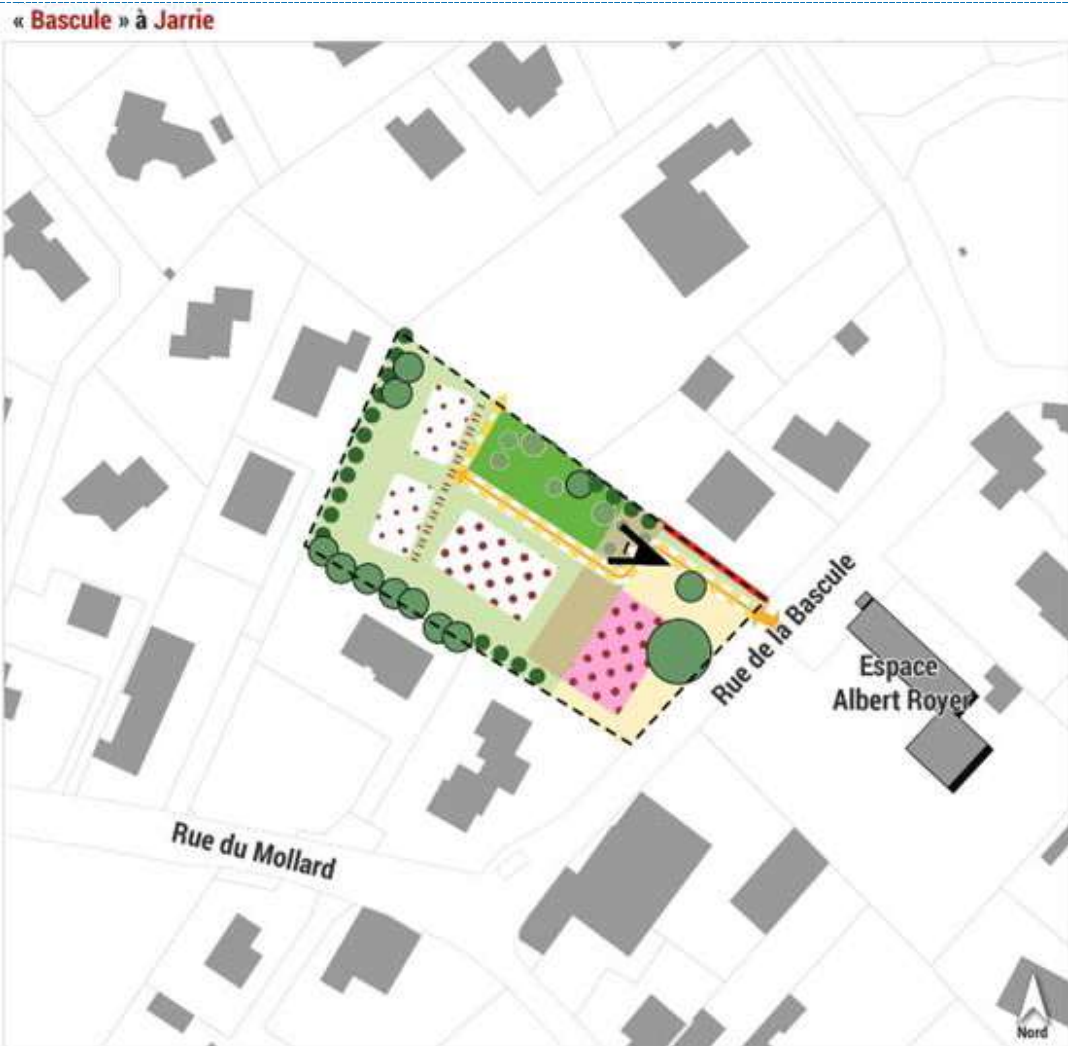 « Bascule » à Jarrie
Rue de la Bascule
Espace
Albert Royer
Rue du Mollard
Nord